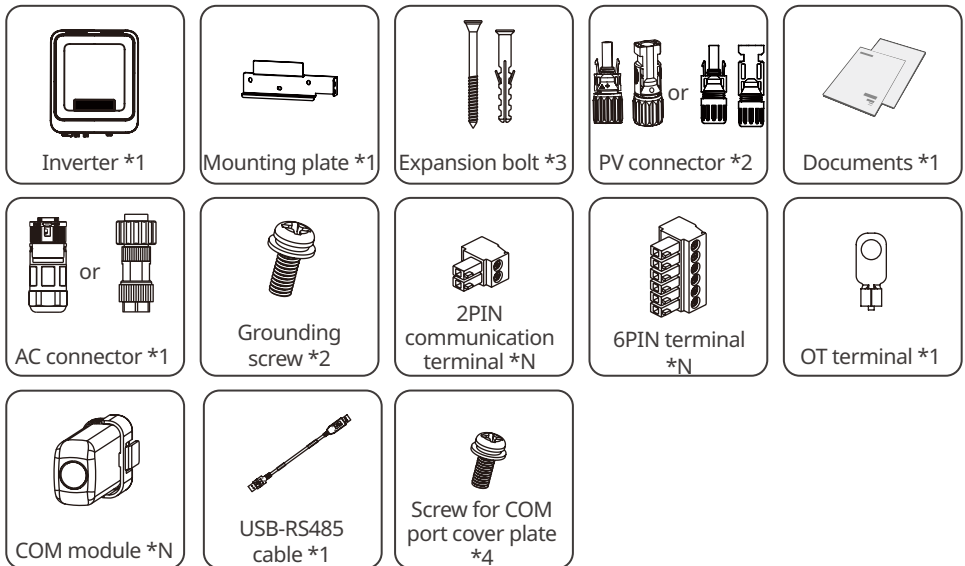 Inverter *1
Mounting plate *1
Expansion bolt *3
or
PV connector *2
Documents *1
or
AC connector *1
Grounding
screw *2
2PIN
communication
terminal *N
6PIN terminal
*N
OT terminal *1
COM module *N
USB-RS485
cable *1
Screw for COM
port cover plate
*4